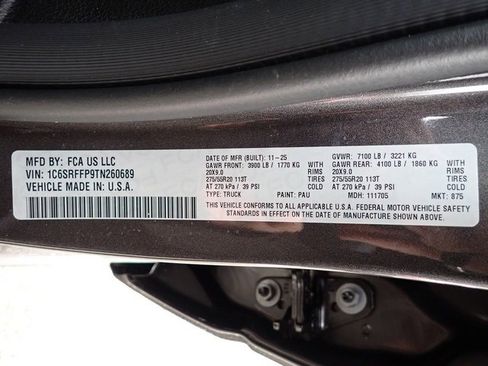 MFD BY: FCA US LLC
VIN: 1C6SRFFP9TN260689
VEHICLE MADE IN: U.S.A.
DATE OF MFR (BUILT): 11-25 GVWR: 7100 LB / 3221 KG
GAWR FRONT: 3900 LB / 1770 KG GAWR REAR: 4100 LB / 1860 KG
20X9.0 RIMS 20X9.0 RIMS
275/55R20 113T TIRES 275/55R20 113T TIRES
AT 270 kPa / 39 PSI AT 270 kPa / 39 PSI
TYPE: TRUCK PAINT: PAU MDH: 111705 MKT: 875
THIS VEHICLE CONFORMS TO ALL APPLICABLE U.S.A. FEDERAL MOTOR VEHICLE SAFETY
STANDARDS IN EFFECT ON THE DATE OF MANUFACTURE SHOWN ABOVE.